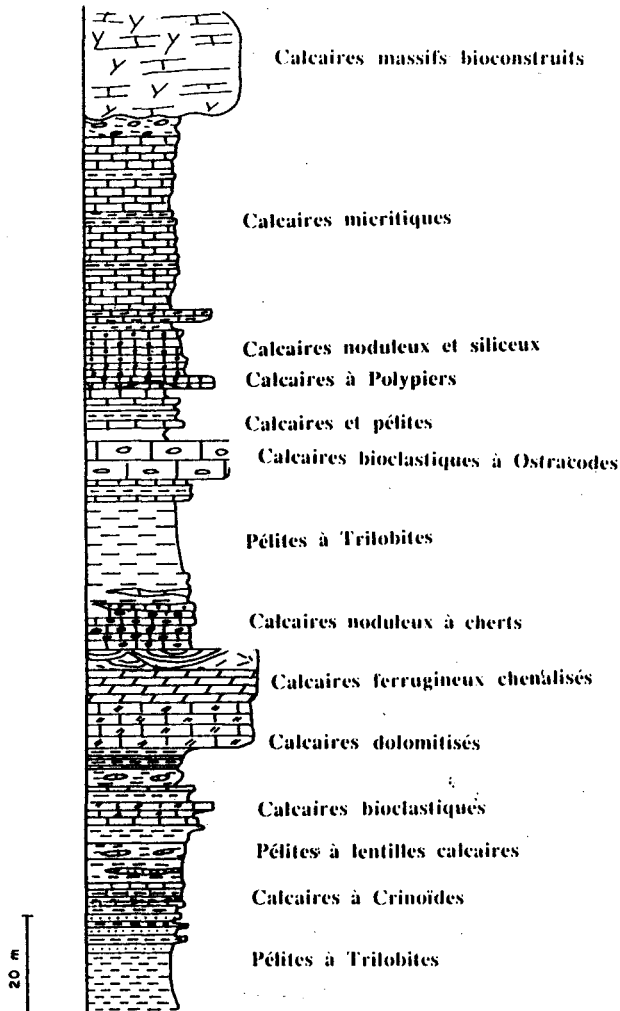 Calcaires massifs bioconstruits
Calcaires micritiques
Calcaires noduleux et siliceux
Calcaires à Polypiers
Calcaires et pélites
Calcaires bioclastiques à Ostracodes
Pélites à Trilobites
Calcaires noduleux à cherts
Calcaires ferrugineux chenalisés
Calcaires dolomitisés
Calcaires bioclastiques
Pélites à lentilles calcaires
Calcaires à Crinoïdes
Pélites à Trilobites
20 m